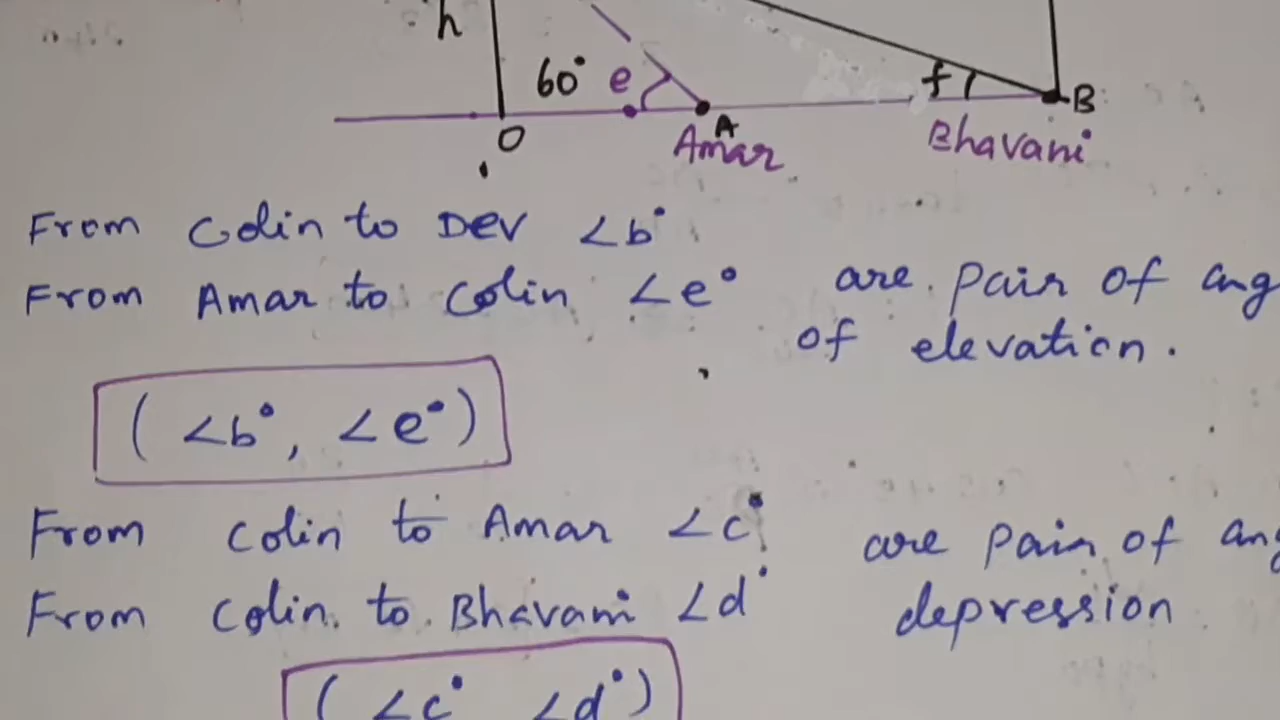 h
60° e f
O A B
Amar Bhavani
From Colin to Dev ∠b°
From Amar to Colin ∠e° are pair of ang
of elevation.
( ∠b°, ∠e°)
From Colin to Amar ∠c° are pair of ang
From Colin to Bhavani ∠d° depression
( ∠c° ∠d°)